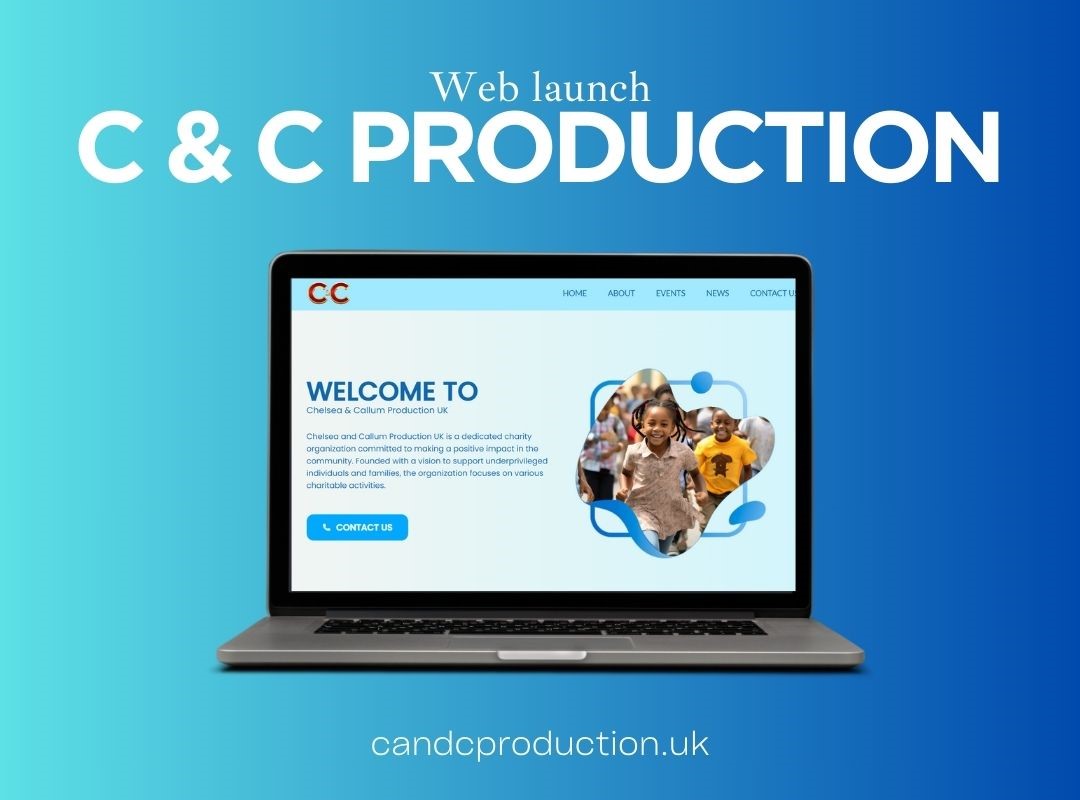 Web launch
C & C PRODUCTION
C&C
HOME ABOUT EVENTS NEWS CONTACT US
WELCOME TO
Chelsea & Callum Production UK
Chelsea and Callum Production UK is a dedicated charity
organization committed to making a positive impact in the
community. Founded with a vision to support underprivileged
individuals and families, the organization focuses on various
charitable activities.
CONTACT US
candcproduction.uk